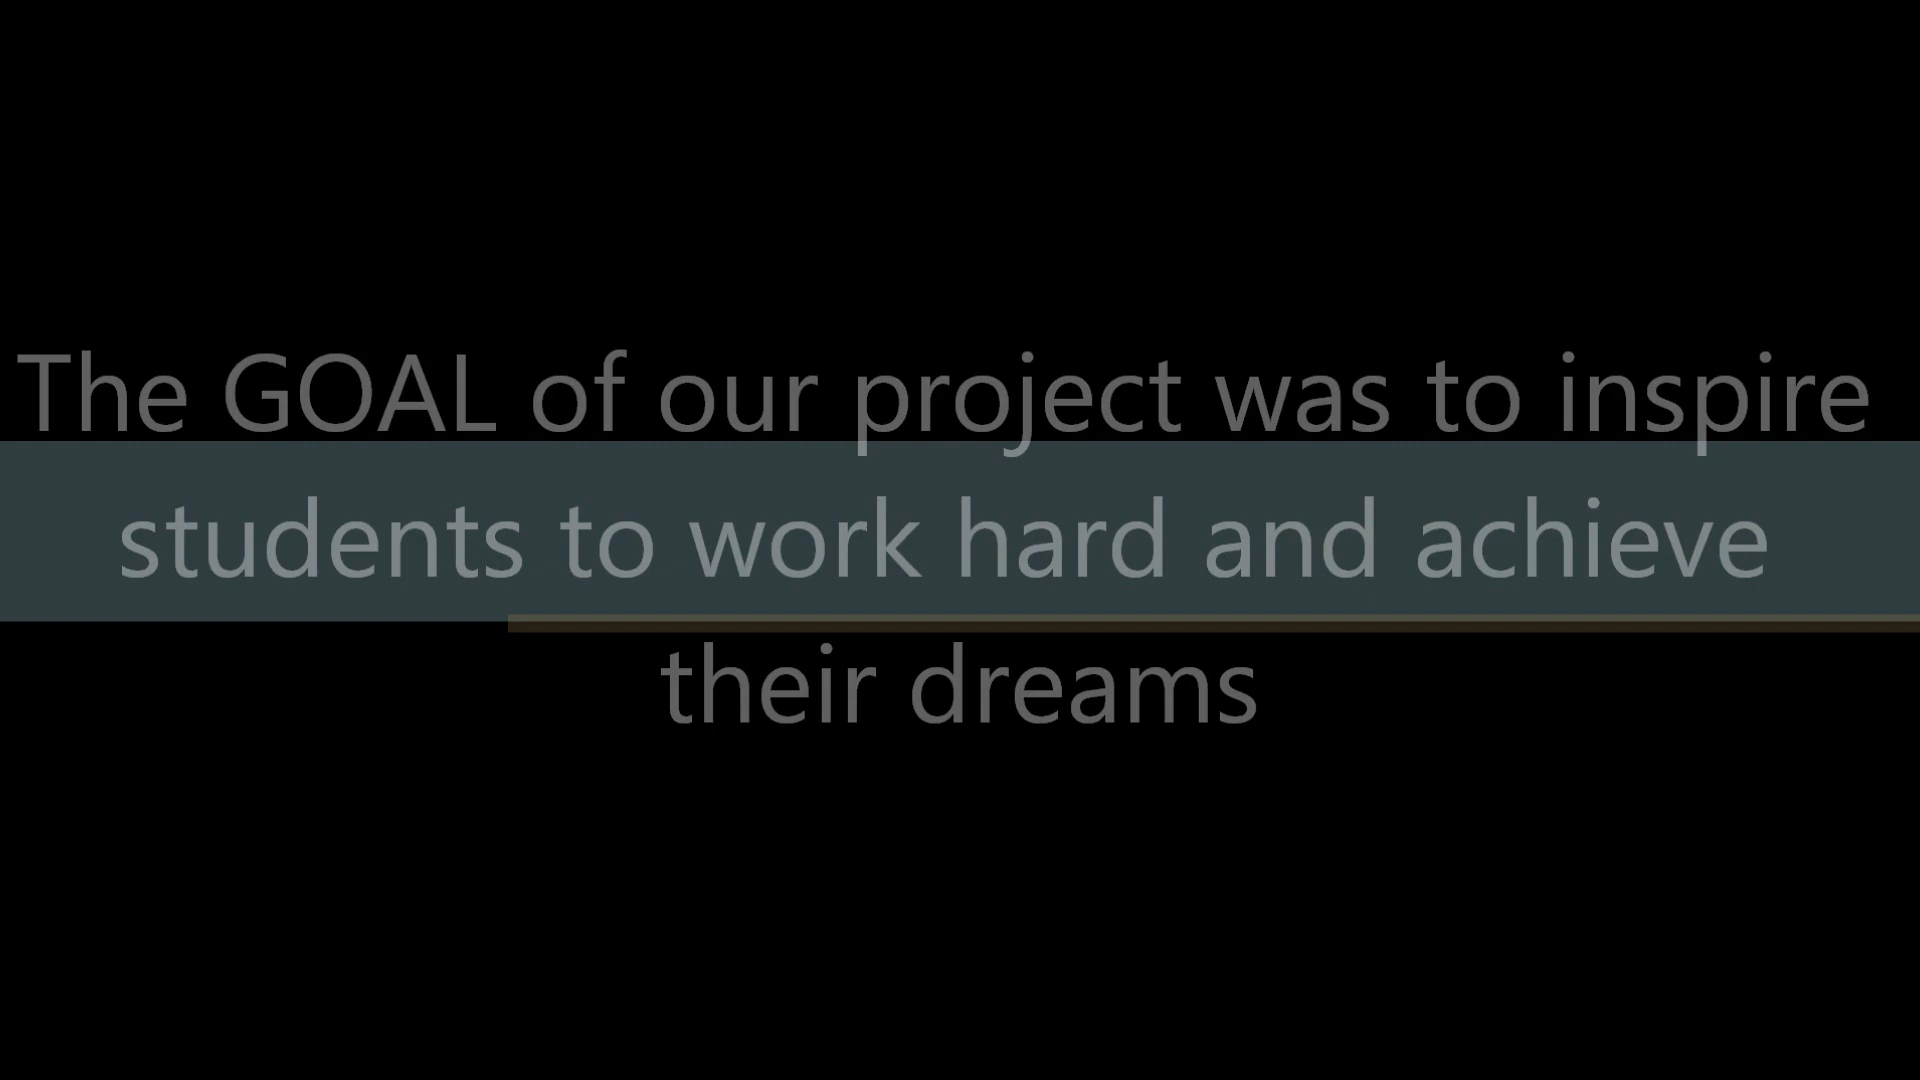 The GOAL of our project was to inspire
students to work hard and achieve
their dreams